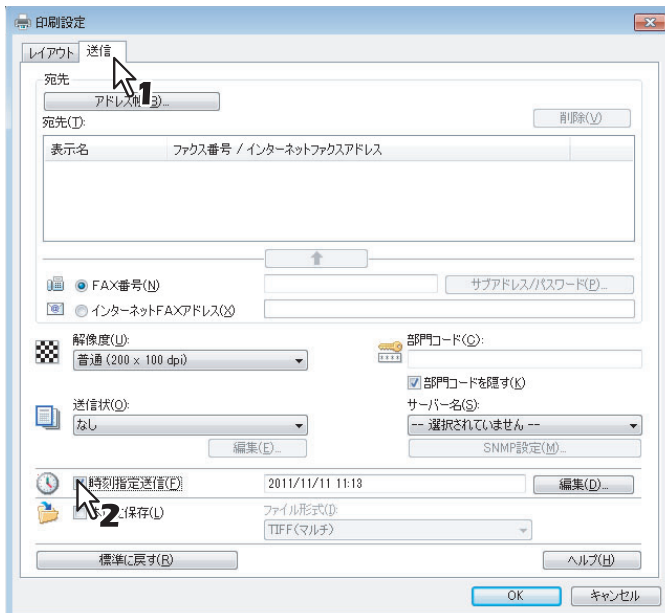 印刷設定
レイアウト 送信
1
宛先
アドレス帳(B)...
宛先(T):
削除(V)
表示名 ファクス番号 / インターネットファクスアドレス
FAX番号(N)
サブアドレス/パスワード(P)...
インターネットFAXアドレス(X)
解像度(U):
部門コード(C):
普通 (200 x 100 dpi)
部門コードを隠す(K)
送信状(O):
サーバー名(S):
なし
-- 選択されていません --
編集(E)...
SNMP設定(M)...
時刻指定送信(F)
2011/11/11 11:13
編集(D)...
2
保存(L)
ファイル形式(I):
TIFF(マルチ)
標準に戻す(R)
ヘルプ(H)
OK
キャンセル